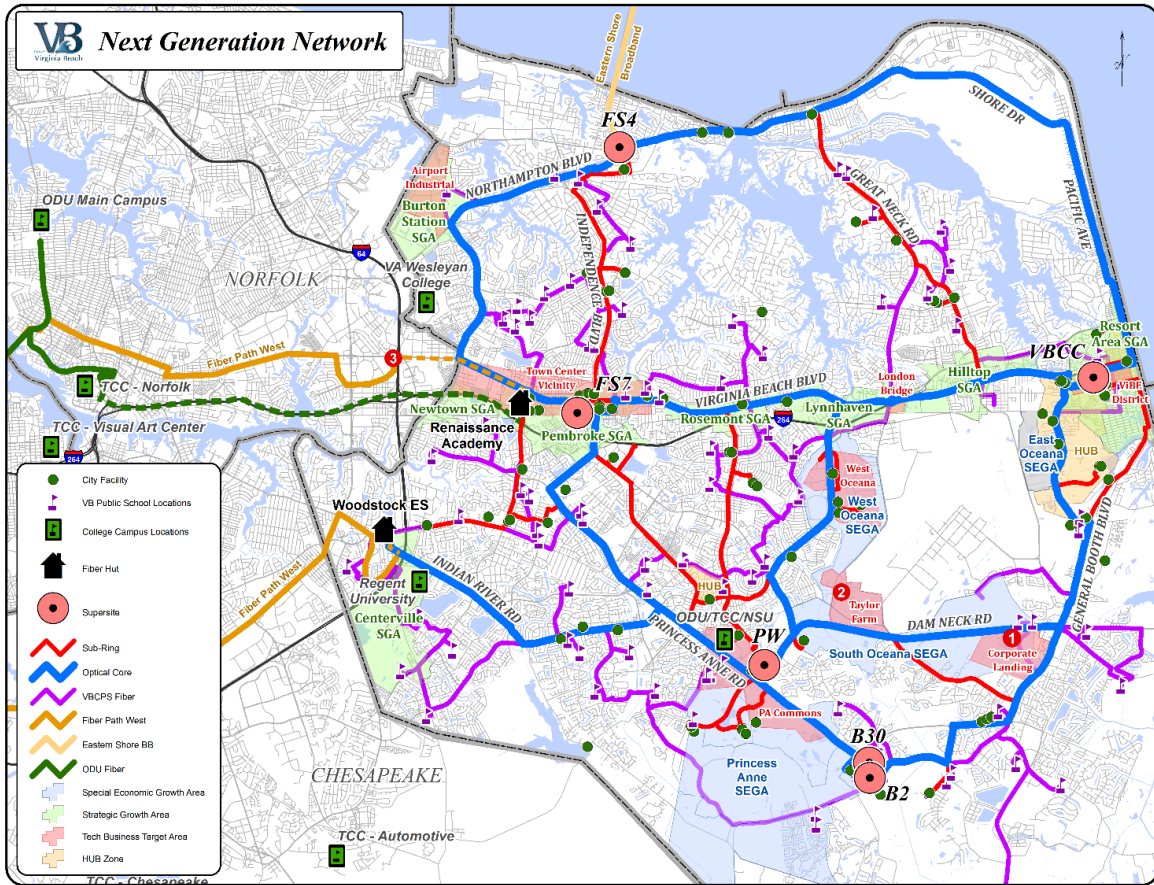 VB
Virginia Beach
Next Generation Network
Eastern Shore
Broadband
FS4
SHORE DR
NORTHAMPTON BLVD
Airport
Industrial
Burton
Station
SGA
GREAT NECK RD
PACIFIC AVE
INDEPENDENCE BLVD
ODU Main Campus
64
NORFOLK
VA Wesleyan
College
Fiber Path West
3
Town Center
Vicinity
FS7
VIRGINIA BEACH BLVD
London
Bridge
Hilltop
SGA
VBCC
Resort
Area SGA
ViBE
District
TCC - Norfolk
Newtown SGA
Renaissance
Academy
Pembroke SGA
Rosemont SGA
264
Lynnhaven
SGA
TCC - Visual Art Center
264
East
Oceana
SEGA
HUB
West
Oceana
West
Oceana
SEGA
Woodstock ES
Fiber Path West
Regent
University
Centerville
SGA
INDIAN RIVER RD
HUB
ODU/TCC/NSU
PRINCESS ANNE RD
PW
2
Taylor
Farm
DAM NECK RD
South Oceana SEGA
1
Corporate
Landing
GENERAL BOOTH BLVD
PA Commons
Princess
Anne
SEGA
B30
B2
CHESAPEAKE
TCC - Automotive
TCC - Chesapeake
City Facility
VB Public School Locations
College Campus Locations
Fiber Hut
Supersite
Sub-Ring
Optical Core
VBCPS Fiber
Fiber Path West
Eastern Shore BB
ODU Fiber
Special Economic Growth Area
Strategic Growth Area
Tech Business Target Area
HUB Zone